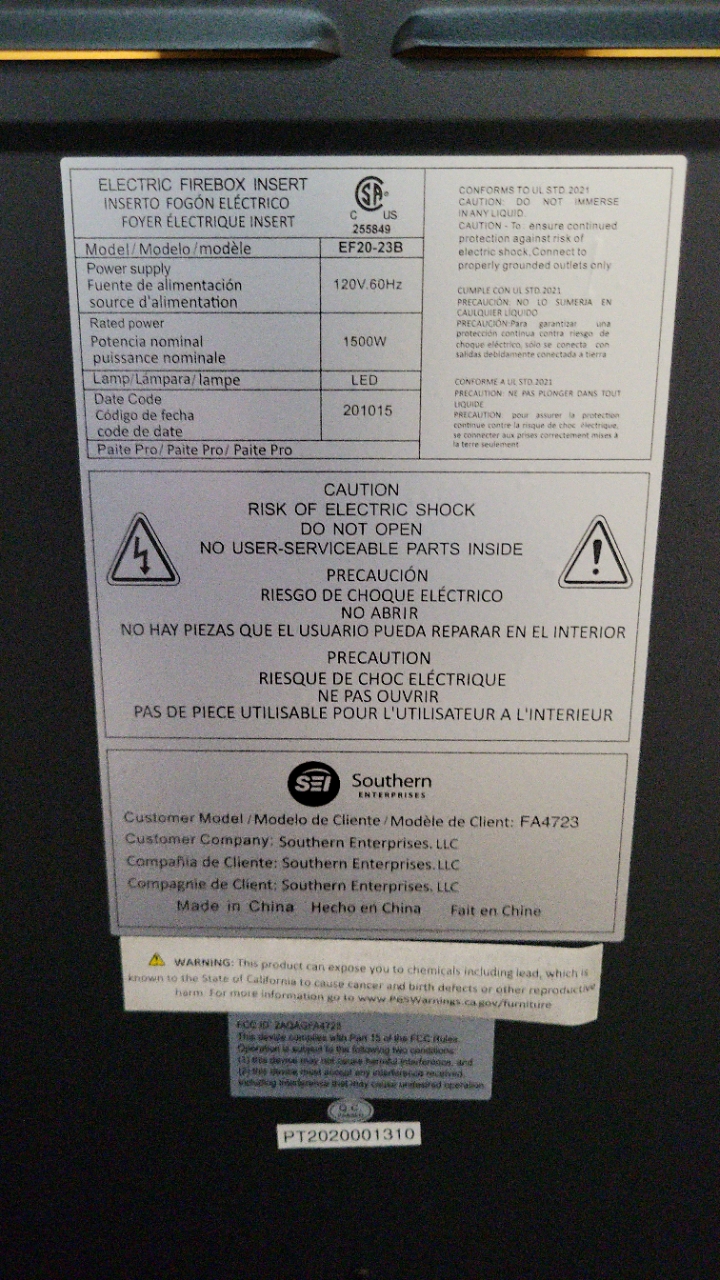 ELECTRIC FIREBOX INSERT
INSERTO FOGÓN ELÉCTRICO
FOYER ÉLECTRIQUE INSERT
C US
255849
Model/Modelo/modèle EF20-23B
Power supply
Fuente de alimentación
source d'alimentation
120V.60Hz
Rated power
Potencia nominal
puissance nominale
1500W
Lamp/Lámpara/lampe LED
Date Code
Código de fecha
code de date
201015
Paite Pro/ Paite Pro/ Paite Pro
CONFORMS TO UL STD.2021
CAUTION: DO NOT IMMERSE
IN ANY LIQUID.
CAUTION - To ensure continued
protection against risk of
electric shock.Connect to
properly grounded outlets only
CUMPLE CON UL STD.2021
PRECAUCIÓN: NO LO SUMERJA EN
CAULQUIER LÍQUIDO
PRECAUCIÓN:Para garantizar una
protección continua contra riesgo de
choque eléctrico, sólo se conecta con
salidas debidamente conectada a tierra
CONFORME A UL STD.2021
PRECAUTION: NE PAS PLONGER DANS TOUT
LIQUIDE
PRECAUTION: pour assurer la protection
continue contre la risque de choc électrique,
se connecter aux prises correctement mises à
la terre seulement
CAUTION
RISK OF ELECTRIC SHOCK
DO NOT OPEN
NO USER-SERVICEABLE PARTS INSIDE
PRECAUCIÓN
RIESGO DE CHOQUE ELÉCTRICO
NO ABRIR
NO HAY PIEZAS QUE EL USUARIO PUEDA REPARAR EN EL INTERIOR
PRECAUTION
RIESQUE DE CHOC ÉLECTRIQUE
NE PAS OUVRIR
PAS DE PIECE UTILISABLE POUR L'UTILISATEUR A L'INTERIEUR
SEI Southern
ENTERPRISES
Customer Model/Modelo de Cliente/Modèle de Client: FA4723
Customer Company: Southern Enterprises. LLC
Compañia de Cliente: Southern Enterprises. LLC
Compagnie de Client: Southern Enterprises. LLC
Made in China Hecho en China Fait en Chine
WARNING: This product can expose you to chemicals including lead, which is
known to the State of California to cause cancer and birth defects or other reproductive
harm. For more information go to www.P65Warnings.ca.gov/furniture
FCC ID:
This device complies with Part 15 of the FCC Rules.
Operation is subject to the following two conditions:
(1) this device may not cause harmful interference, and
(2) this device must accept any interference received,
including interference that may cause undesired operation.
Q.C.
PASSED
PT2020001310